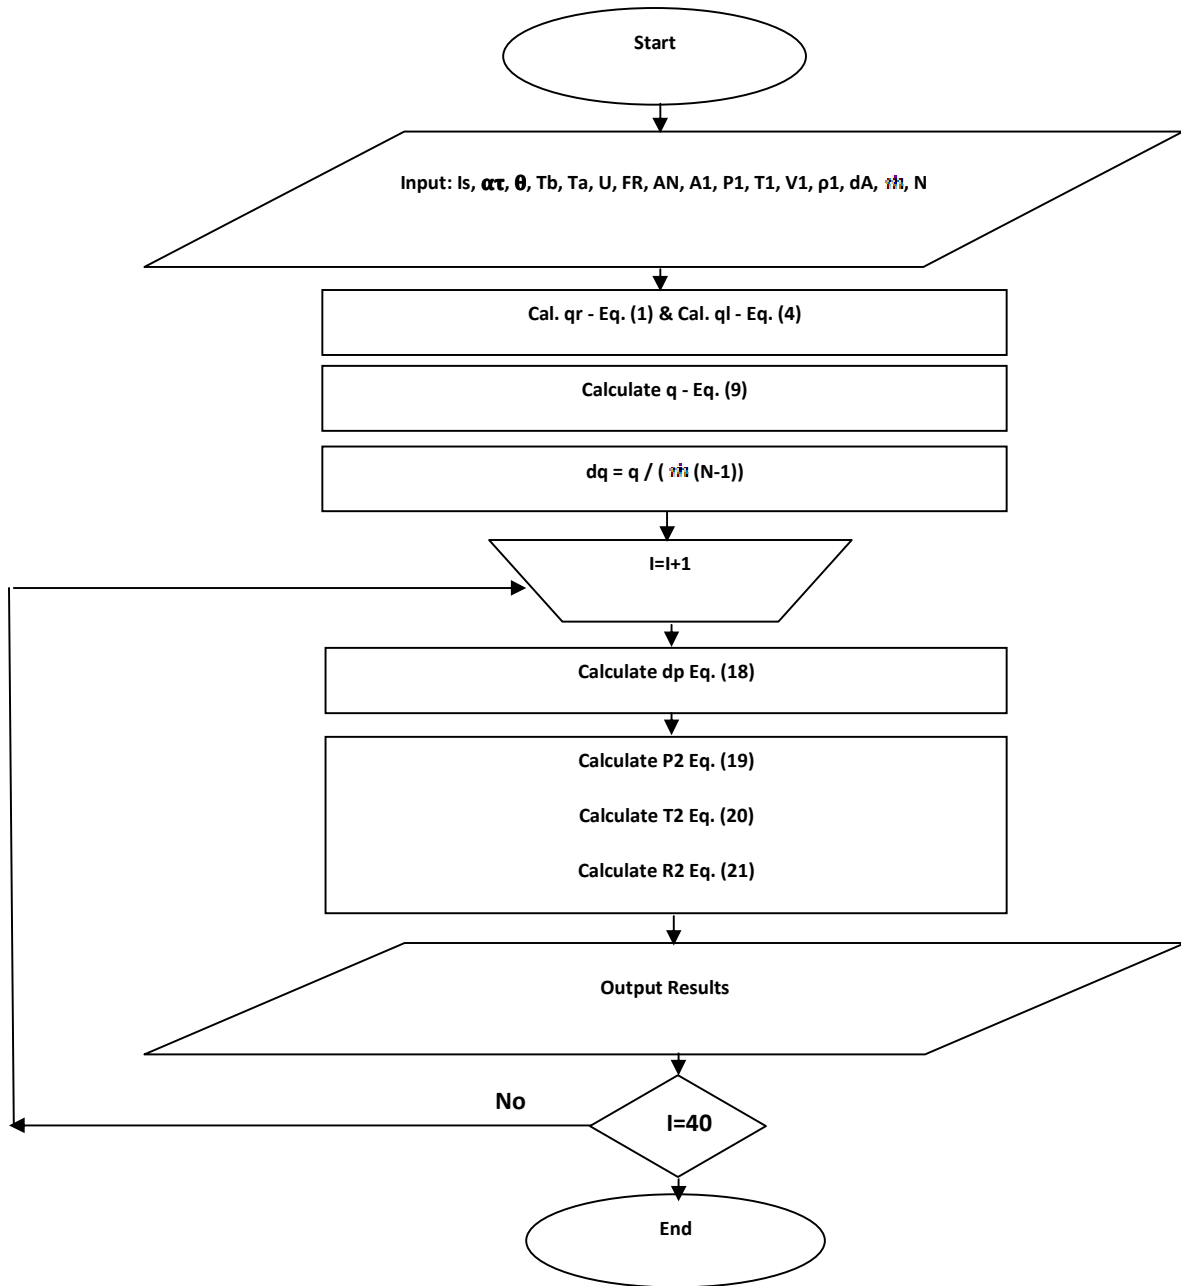 Start
Input: Is, ατ, θ, Tb, Ta, U, FR, AN, A1, P1, T1, V1, ρ1, dA, ṁ, N
Cal. qr - Eq. (1) & Cal. ql - Eq. (4)
Calculate q - Eq. (9)
dq = q / ( ṁ (N-1))
I=I+1
Calculate dp Eq. (18)
Calculate P2 Eq. (19)
Calculate T2 Eq. (20)
Calculate R2 Eq. (21)
Output Results
No
I=40
End